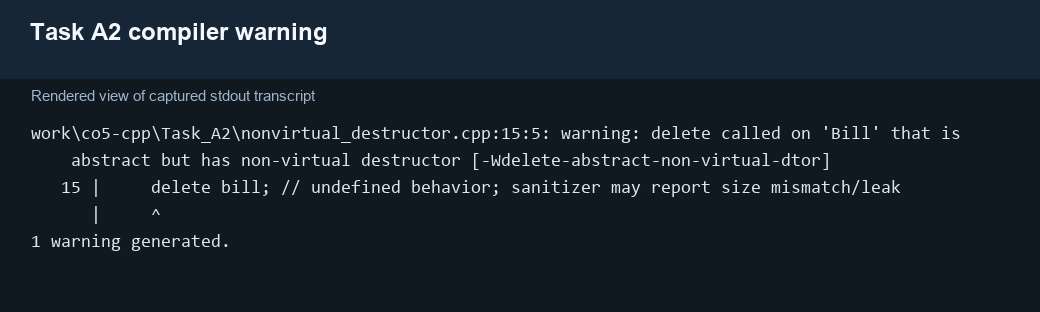 Task A2 compiler warning
Rendered view of captured stdout transcript
work\co5-cpp\Task_A2\nonvirtual_destructor.cpp:15:5: warning: delete called on 'Bill' that is
    abstract but has non-virtual destructor [-Wdelete-abstract-non-virtual-dtor]
   15 |     delete bill; // undefined behavior; sanitizer may report size mismatch/leak
      |     ^
1 warning generated.